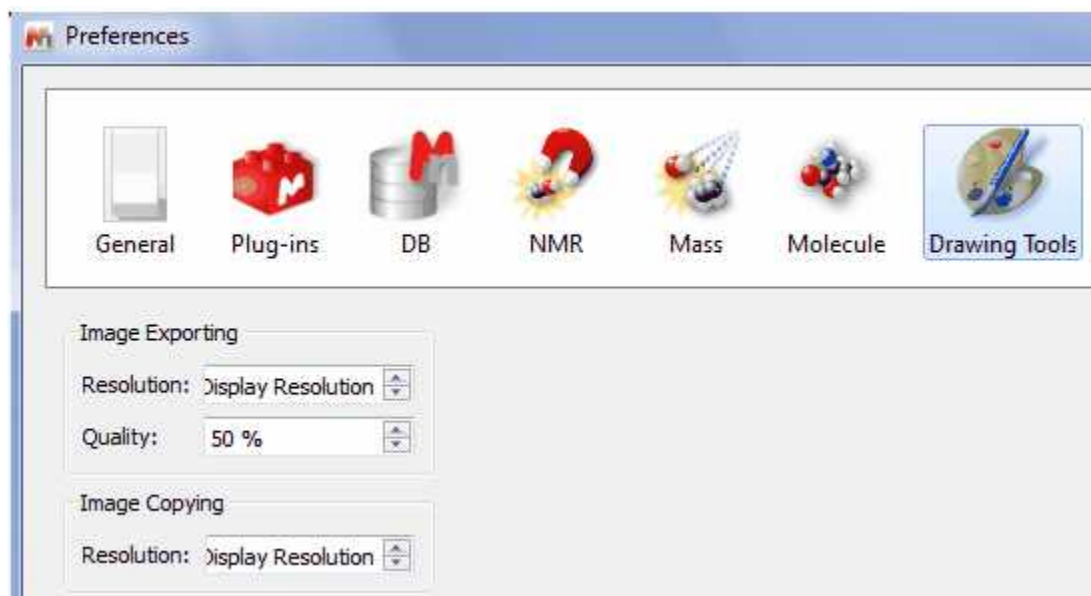 Preferences
General Plug-ins DB NMR Mass Molecule Drawing Tools
Image Exporting
Resolution: Display Resolution
Quality: 50 %
Image Copying
Resolution: Display Resolution